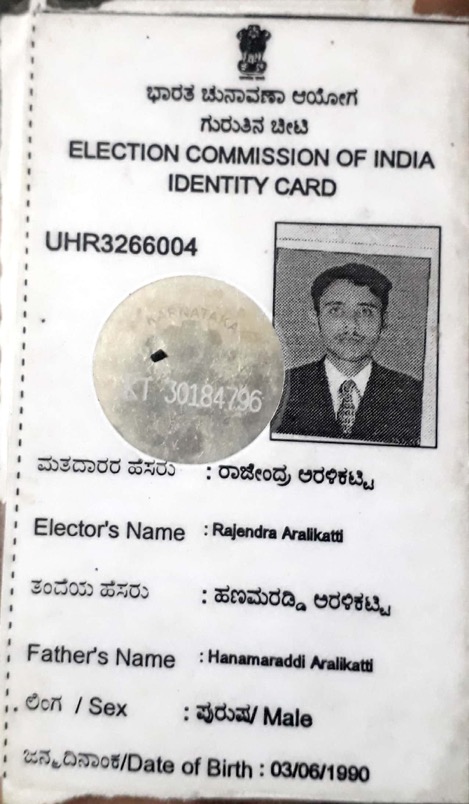 ಭಾರತ ಚುನಾವಣಾ ಆಯೋಗ
ಗುರುತಿನ ಚೀಟಿ
ELECTION COMMISSION OF INDIA
IDENTITY CARD
UHR3266004
KARNATAKA
KT 30184796
ಮತದಾರರ ಹೆಸರು : ರಾಜೇಂದ್ರ ಅರಳಿಕಟ್ಟಿ
Elector's Name : Rajendra Aralikatti
ತಂದೆಯ ಹೆಸರು : ಹಣಮರಡ್ಡಿ ಅರಳಿಕಟ್ಟಿ
Father's Name : Hanamaraddi Aralikatti
ಲಿಂಗ / Sex : ಪುರುಷ/ Male
ಜನ್ಮ ದಿನಾಂಕ/Date of Birth : 03/06/1990